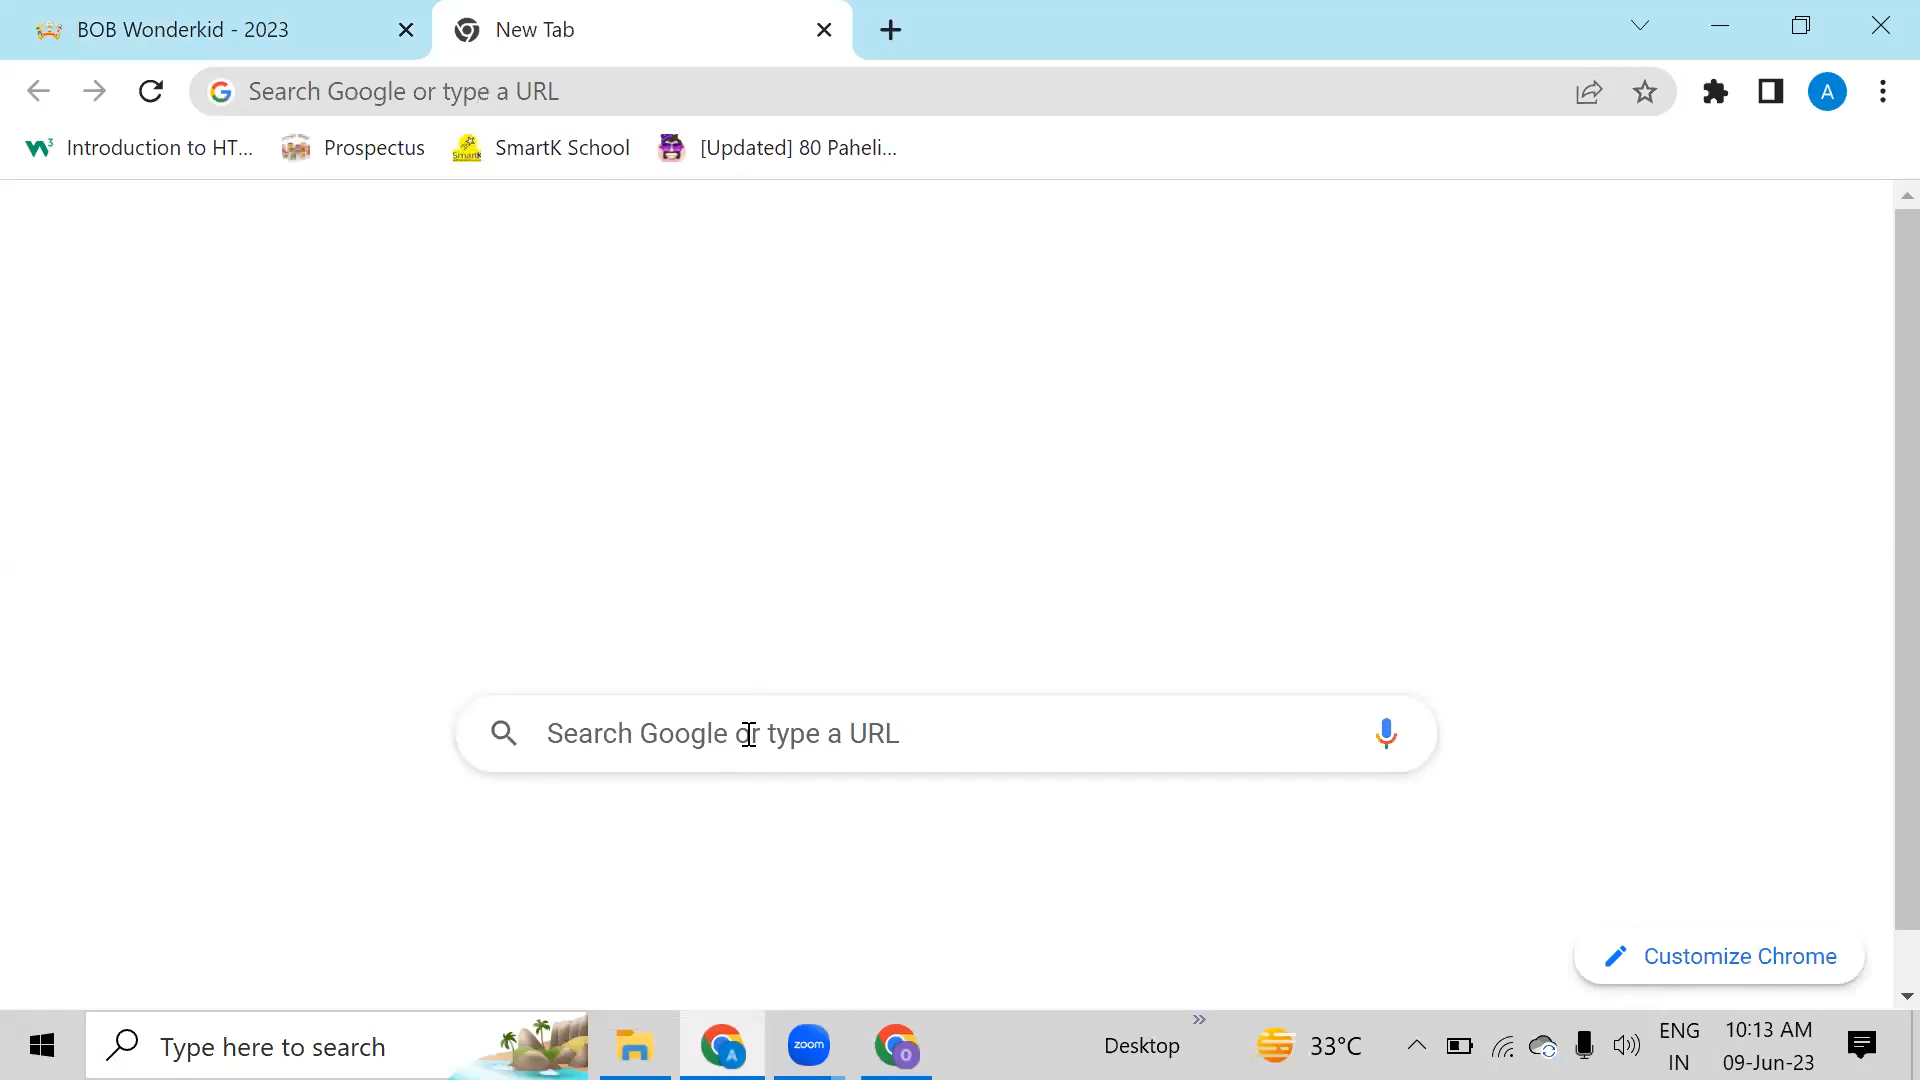 BOB Wonderkid - 2023
New Tab
Search Google or type a URL
A
Introduction to HT...
Prospectus
SmartK School
[Updated] 80 Paheli...
Search Google or type a URL
Customize Chrome
Type here to search
A
zoom
O
Desktop
33°C
ENG
IN
10:13 AM
09-Jun-23